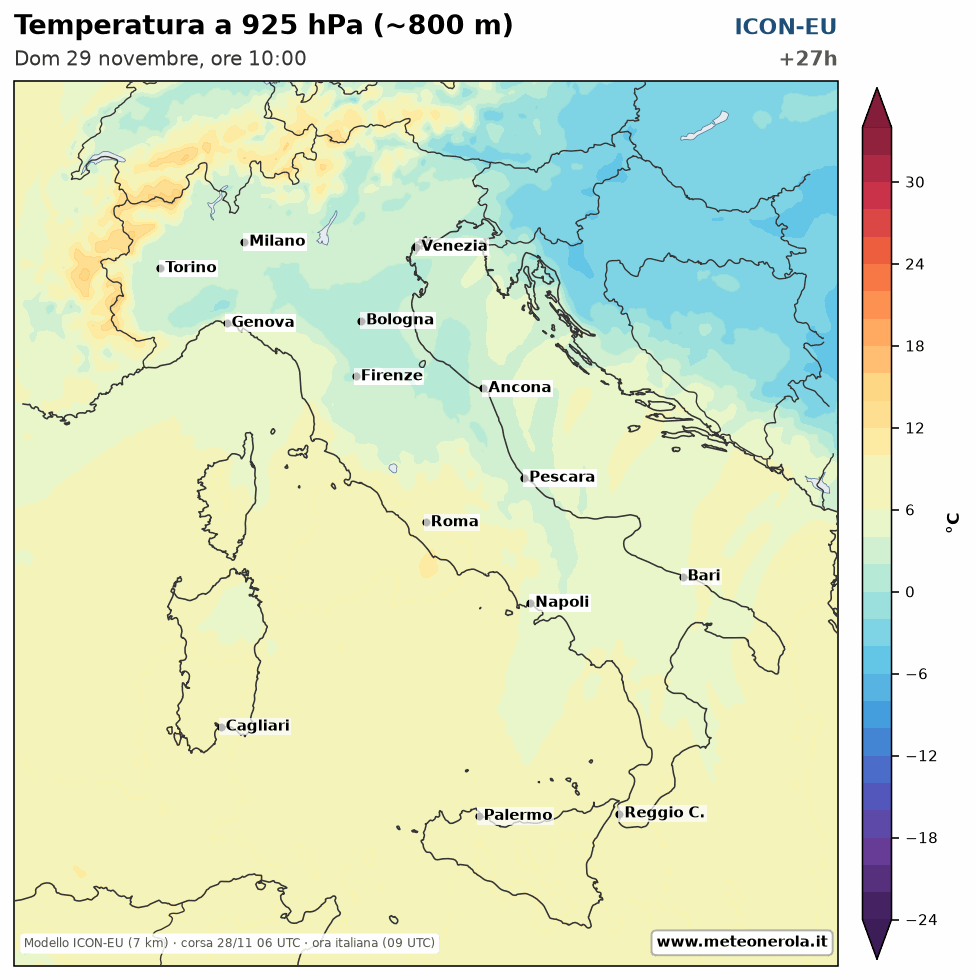 Temperatura a 925 hPa (~800 m)
ICON-EU
Dom 29 novembre, ore 10:00
+27h
Milano
Venezia
Torino
Genova
Bologna
Firenze
Ancona
Pescara
Roma
Bari
Napoli
Cagliari
Palermo
Reggio C.
30
24
18
12
6
0
−6
−12
−18
−24
°C
Modello ICON-EU (7 km) · corsa 28/11 06 UTC · ora italiana (09 UTC)
www.meteonerola.it